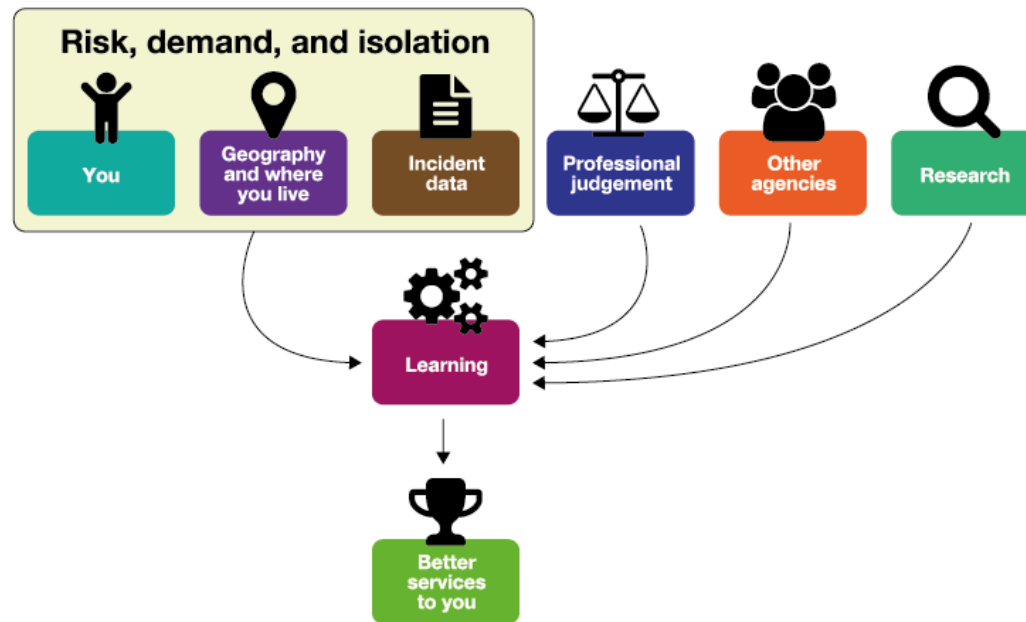 Risk, demand, and isolation
You
Geography
and where
you live
Incident
data
Professional
judgement
Other
agencies
Research
Learning
Better
services
to you